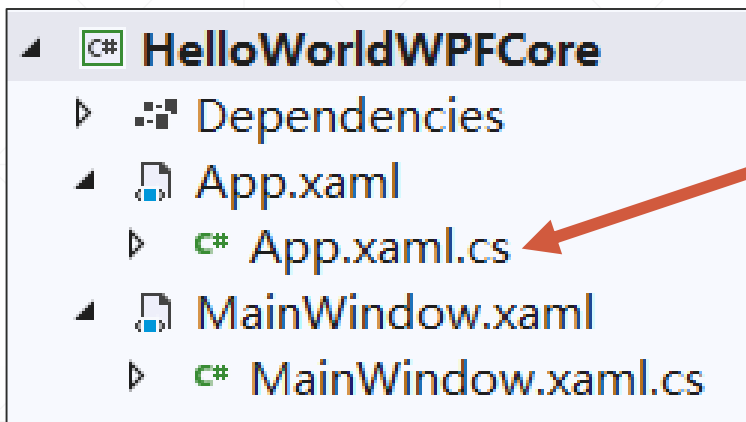 C# HelloWorldWPFCore
Dependencies
App.xaml
C# App.xaml.cs
MainWindow.xaml
C# MainWindow.xaml.cs